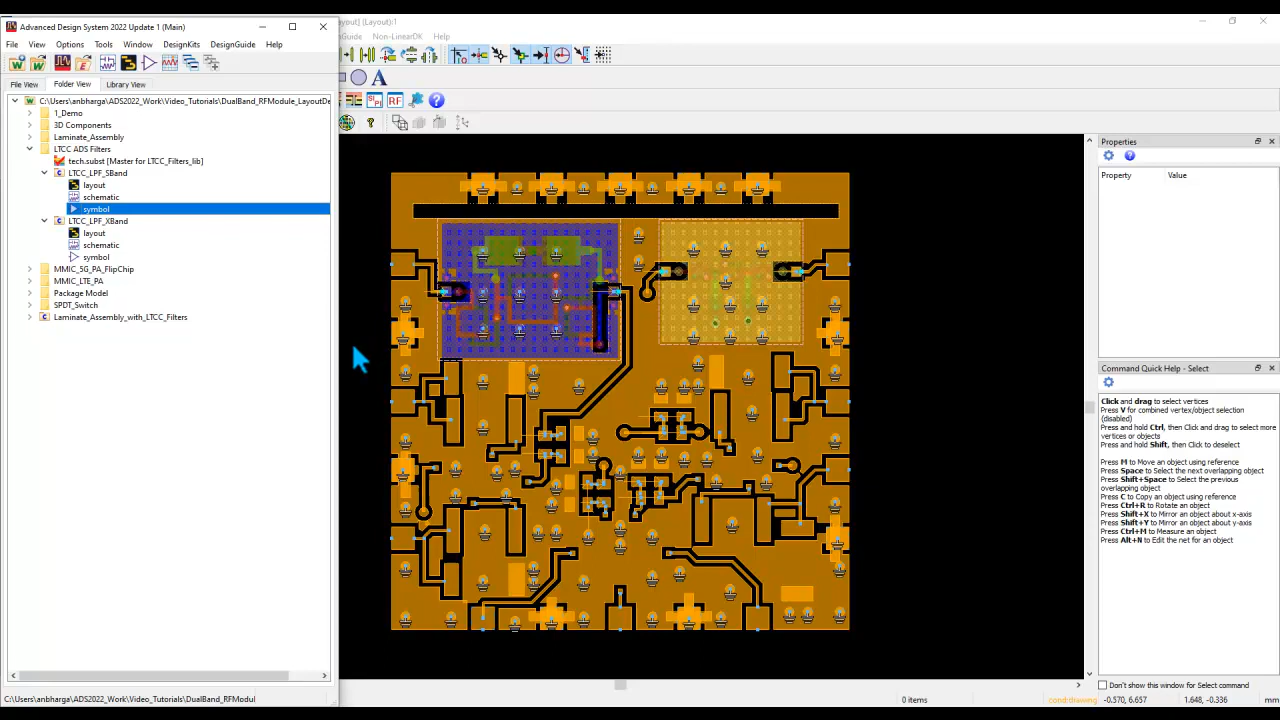 Advanced Design System 2022 Update 1 (Main)
File View Options Tools Window DesignKits DesignGuide Help
File View Folder View Library View
C:\Users\anbharga\ADS2022_Work\Video_Tutorials\DualBand_RFModule_LayoutDe
1_Demo
3D Components
Laminate_Assembly
LTCC ADS Filters
tech.subst [Master for LTCC_Filters_lib]
LTCC_LPF_SBand
layout
schematic
symbol
LTCC_LPF_XBand
layout
schematic
symbol
MMIC_5G_PA_FlipChip
MMIC_LTE_PA
Package Model
SPDT_Switch
Laminate_Assembly_with_LTCC_Filters
C:\Users\anbharga\ADS2022_Work\Video_Tutorials\DualBand_RFModul
ayout] (Layout):1
nGuide Non-LinearDK Help
A
SI PI RF ?
?
Properties
Property Value
Command Quick Help - Select
Click and drag to select vertices
Press V for combined vertex/object selection
(disabled)
Press and hold Ctrl, then Click and drag to select more
vertices or objects
Press and hold Shift, then Click to deselect
Press M to Move an object using reference
Press Space to Select the next overlapping object
Press Shift+Space to Select the previous
overlapping object
Press C to Copy an object using reference
Press Ctrl+R to Rotate an object
Press Shift+X to Mirror an object about x-axis
Press Shift+Y to Mirror an object about y-axis
Press Ctrl+M to Measure an object
Press Alt+N to Edit the net for an object
Don't show this window for Select command
0 items cond:drawing -0.570, 6.657 1.648, -0.336 mm